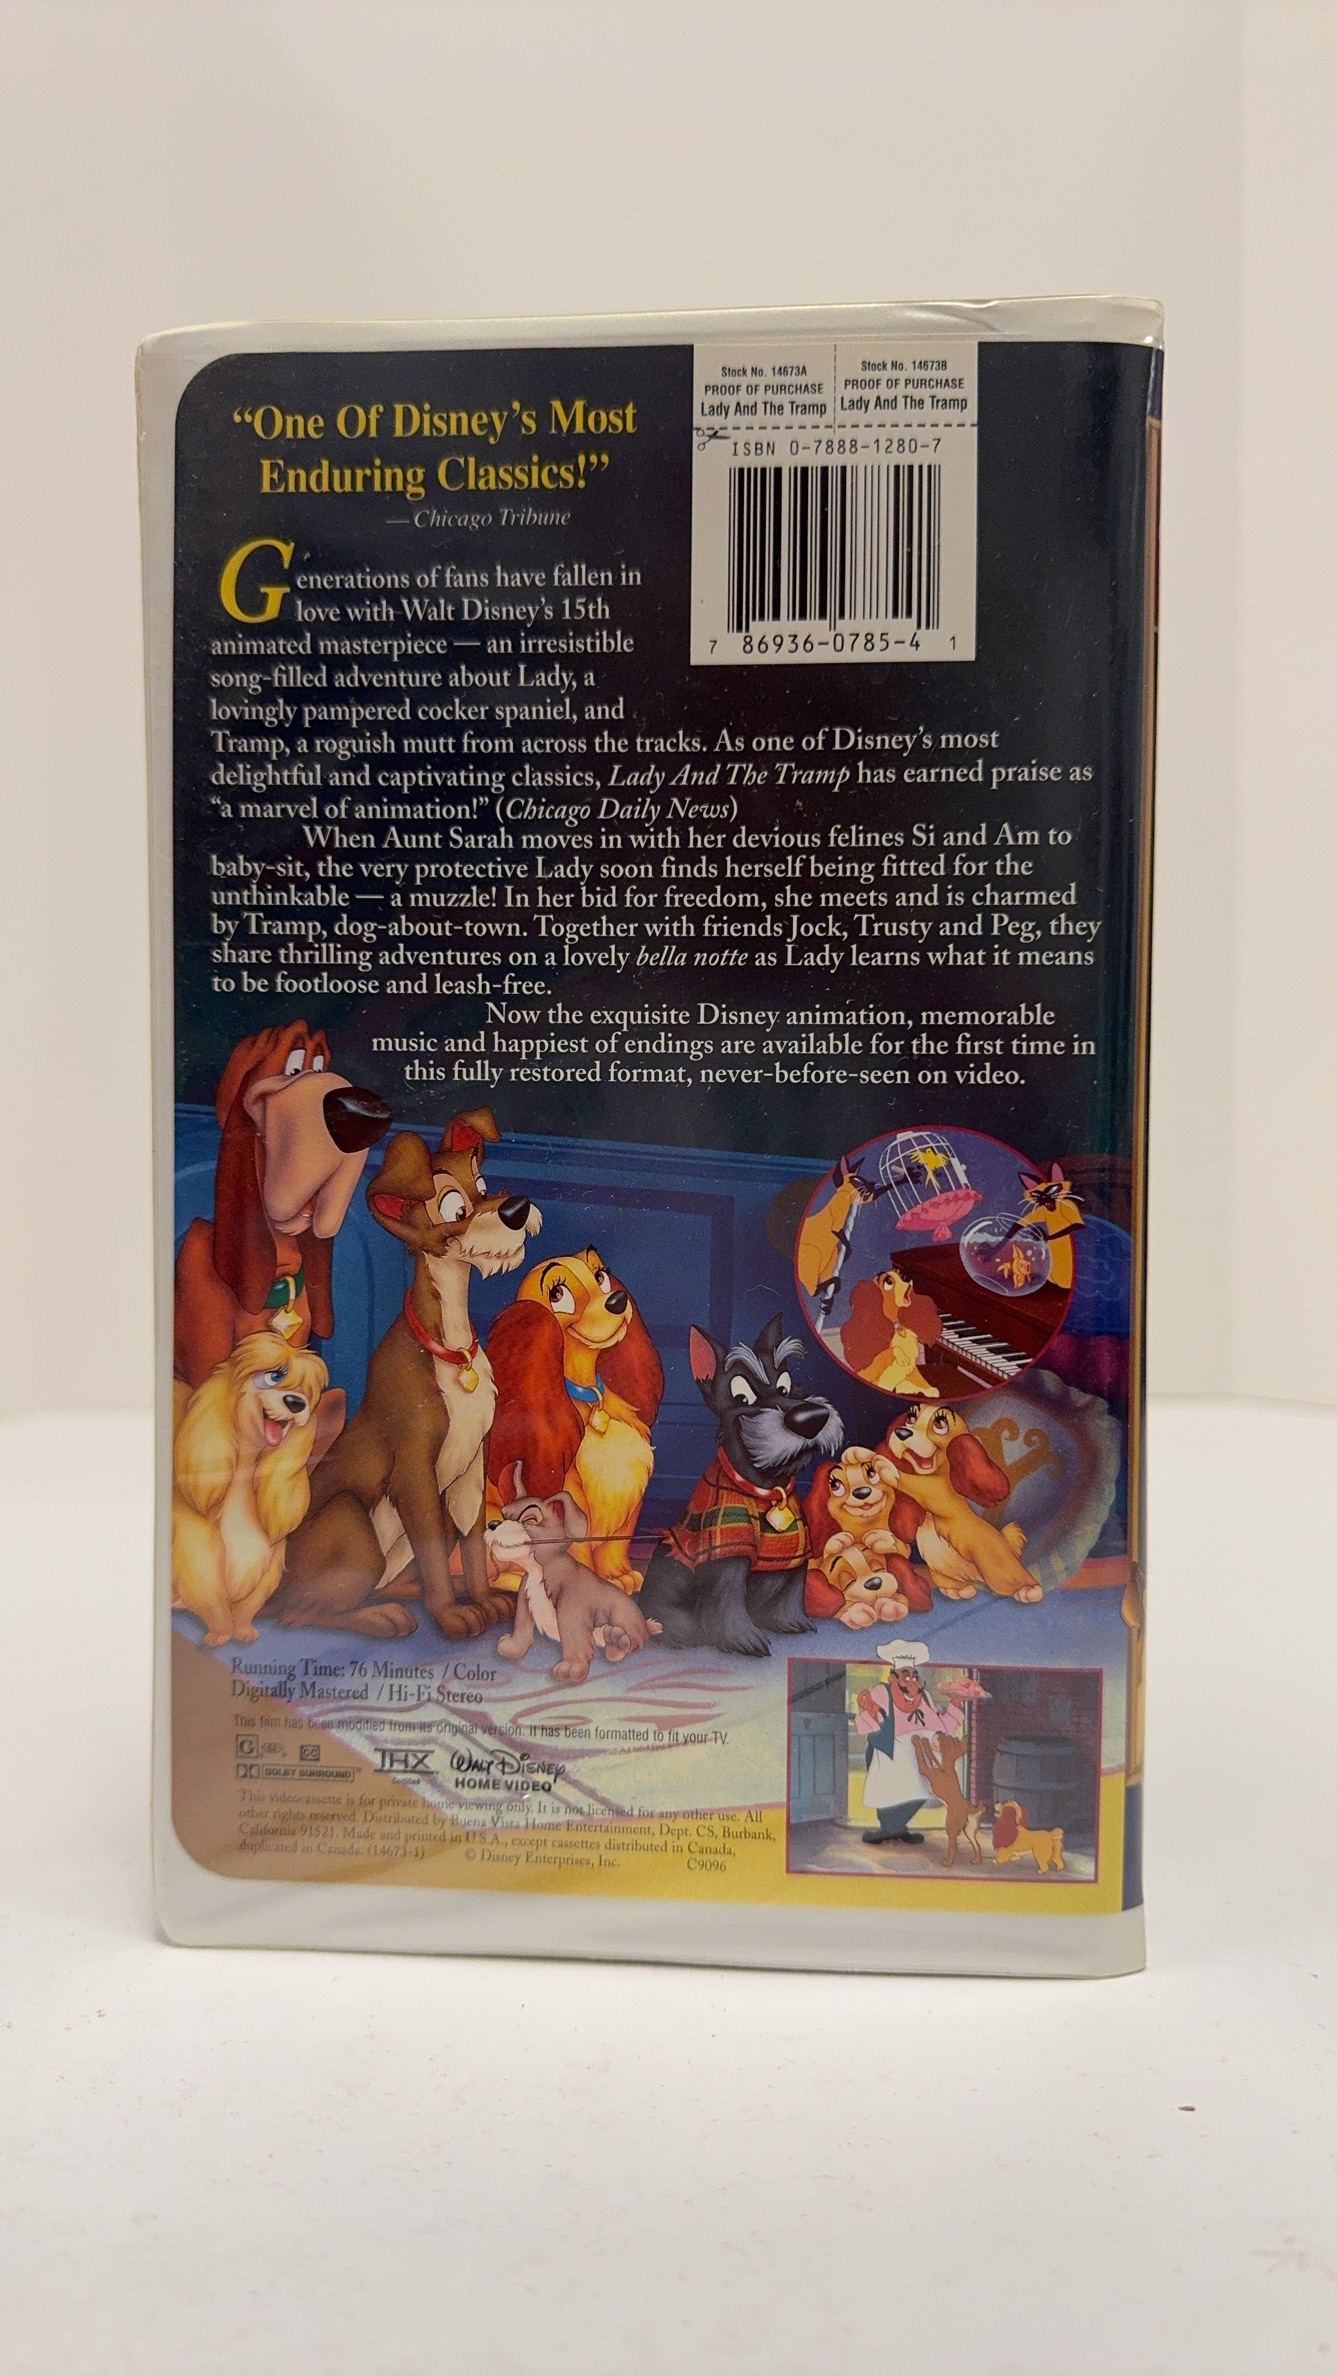 Stock No. 14673A
PROOF OF PURCHASE
Lady And The Tramp
Stock No. 14673B
PROOF OF PURCHASE
Lady And The Tramp
ISBN 0-7888-1280-7
7 86936-0785-4 1
“One Of Disney’s Most
Enduring Classics!”
—Chicago Tribune
Generations of fans have fallen in
love with Walt Disney’s 15th
animated masterpiece — an irresistible
song-filled adventure about Lady, a
lovingly pampered cocker spaniel, and
Tramp, a roguish mutt from across the tracks. As one of Disney’s most
delightful and captivating classics, Lady And The Tramp has earned praise as
“a marvel of animation!” (Chicago Daily News)
When Aunt Sarah moves in with her devious felines Si and Am to
baby-sit, the very protective Lady soon finds herself being fitted for the
unthinkable — a muzzle! In her bid for freedom, she meets and is charmed
by Tramp, dog-about-town. Together with friends Jock, Trusty and Peg, they
share thrilling adventures on a lovely bella notte as Lady learns what it means
to be footloose and leash-free.
Now the exquisite Disney animation, memorable
music and happiest of endings are available for the first time in
this fully restored format, never-before-seen on video.
Running Time: 76 Minutes / Color
Digitally Mastered / Hi-Fi Stereo
This film has been modified from its original version. It has been formatted to fit your TV.
G CC
DOLBY SURROUND™
THX
Certified
WALT DISNEY
HOME VIDEO
This videocassette is for private home viewing only. It is not licensed for any other use. All
other rights reserved. Distributed by Buena Vista Home Entertainment, Dept. CS, Burbank,
California 91521. Made and printed in U.S.A., except cassettes distributed in Canada,
duplicated in Canada. (14673-1) © Disney Enterprises, Inc. C9096